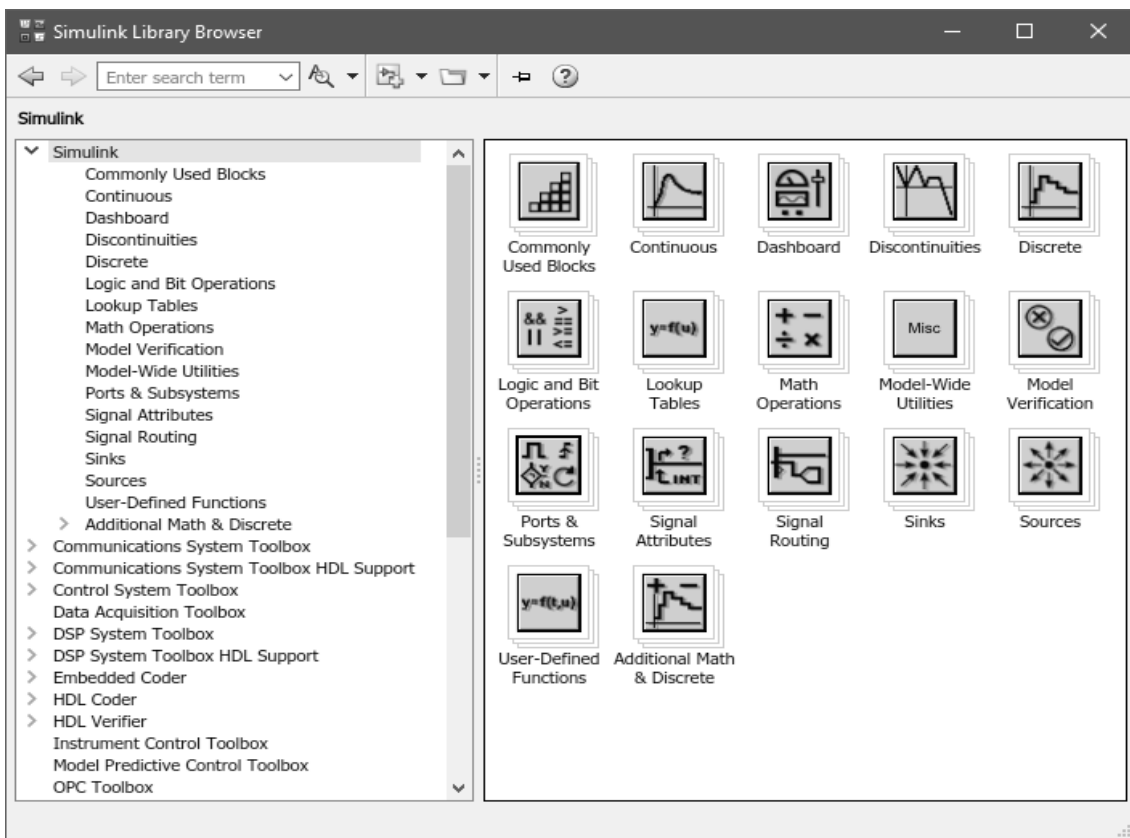 Simulink Library Browser
Enter search term
Simulink
Simulink
Commonly Used Blocks
Continuous
Dashboard
Discontinuities
Discrete
Logic and Bit Operations
Lookup Tables
Math Operations
Model Verification
Model-Wide Utilities
Ports & Subsystems
Signal Attributes
Signal Routing
Sinks
Sources
User-Defined Functions
Additional Math & Discrete
Communications System Toolbox
Communications System Toolbox HDL Support
Control System Toolbox
Data Acquisition Toolbox
DSP System Toolbox
DSP System Toolbox HDL Support
Embedded Coder
HDL Coder
HDL Verifier
Instrument Control Toolbox
Model Predictive Control Toolbox
OPC Toolbox
Commonly
Used Blocks
Continuous
Dashboard
Discontinuities
Discrete
&& >
|| ==
>=
<=
Logic and Bit
Operations
y=f(u)
Lookup
Tables
+ −
÷ ×
Math
Operations
Misc
Model-Wide
Utilities
Model
Verification
Y
N
Ports &
Subsystems
?
INT
Signal
Attributes
Signal
Routing
Sinks
Sources
y=f(t,u)
User-Defined
Functions
+ −
Additional Math
& Discrete